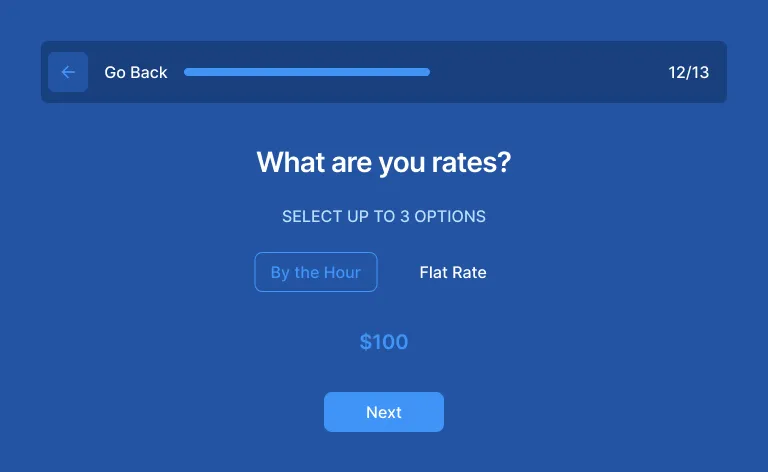 Go Back 12/13
What are you rates?
SELECT UP TO 3 OPTIONS
By the Hour Flat Rate
$100
Next